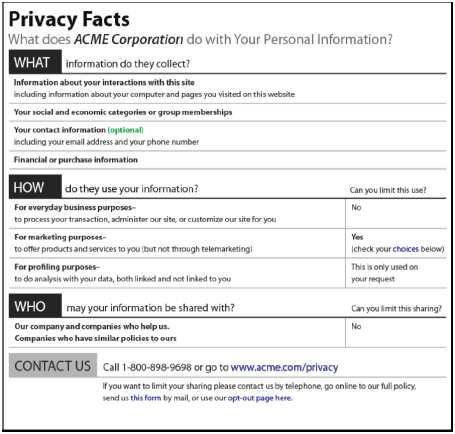 Privacy Facts
What does ACME Corporation do with Your Personal Information?
WHAT information do they collect?
Information about your interactions with this site
including information about your computer and pages you visited on this website
Your social and economic categories or group memberships
Your contact information (optional)
including your email address and your phone number
Financial or purchase information
HOW do they use your information? Can you limit this use?
For everyday business purposes– No
to process your transaction, administer our site, or customize our site for you
For marketing purposes– Yes
to offer products and services to you (but not through telemarketing) (check your choices below)
For profiling purposes– This is only used on
to do analysis with your data, both linked and not linked to you your request
WHO may your information be shared with? Can you limit this sharing?
Our company and companies who help us. No
Companies who have similar policies to ours
CONTACT US Call 1-800-898-9698 or go to www.acme.com/privacy
If you want to limit your sharing please contact us by telephone, go online to our full policy,
send us this form by mail, or use our opt-out page here.